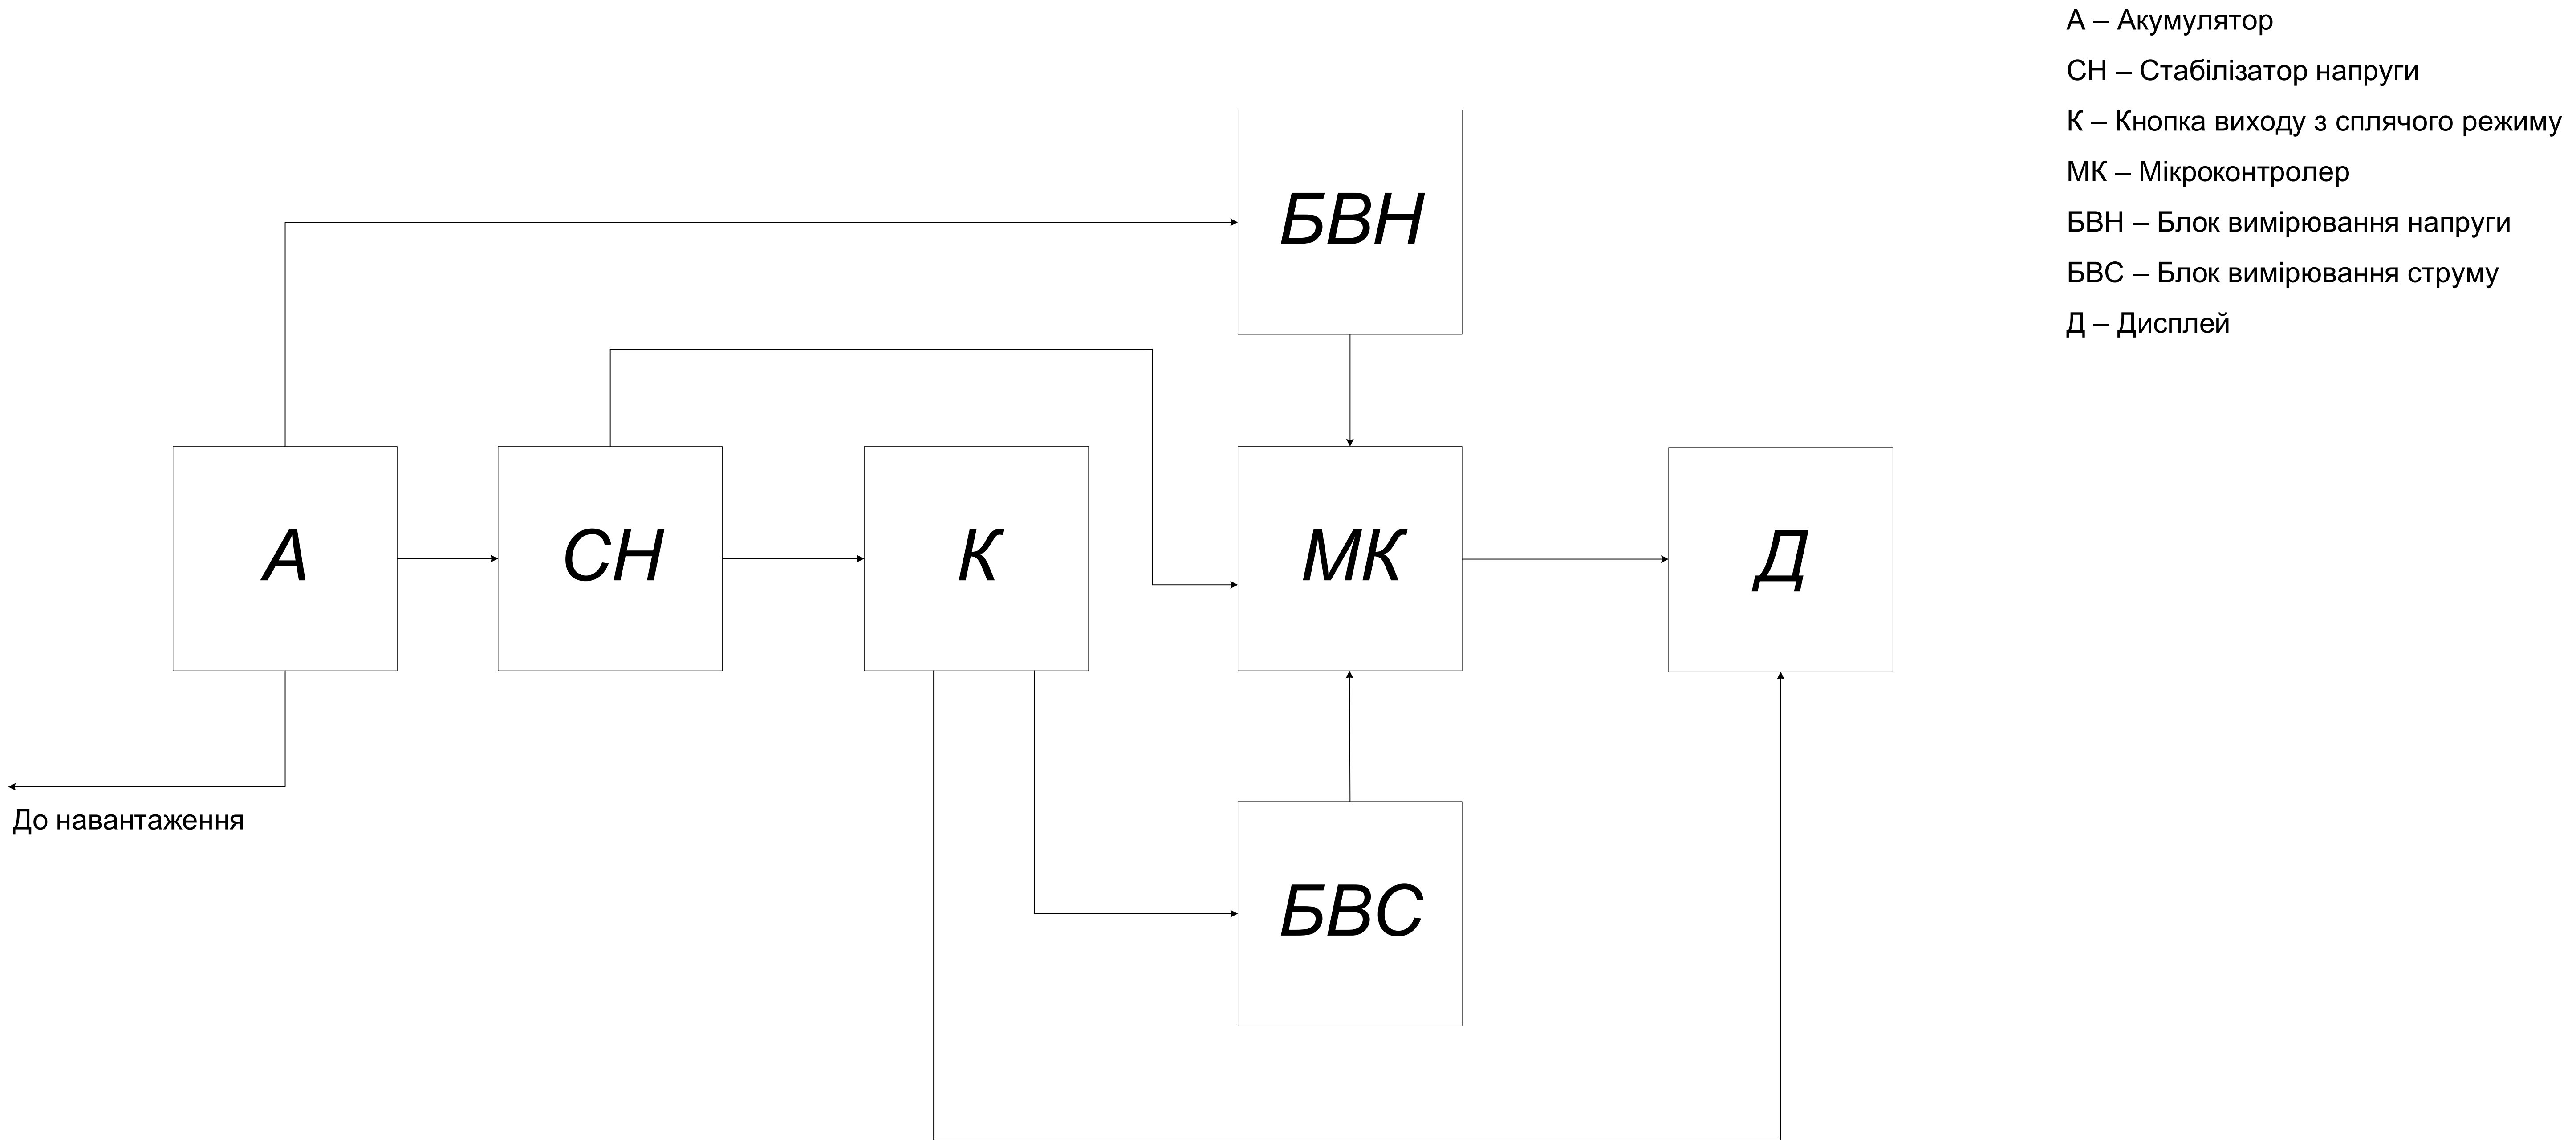 А – Акумулятор
СН – Стабілізатор напруги
К – Кнопка виходу з сплячого режиму
МК – Мікроконтролер
БВН – Блок вимірювання напруги
БВС – Блок вимірювання струму
Д – Дисплей
БВН
А
СН
К
МК
Д
До навантаження
БВС